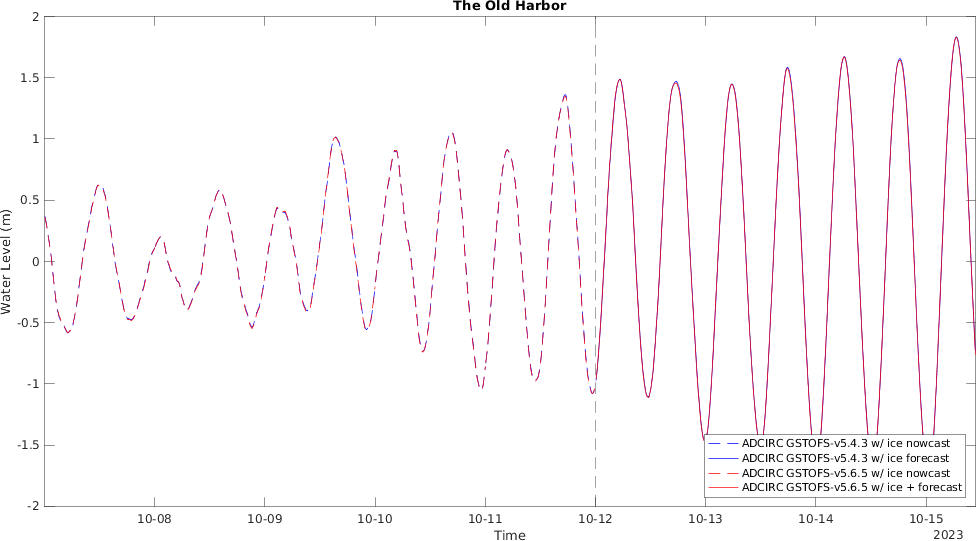 The Old Harbor
Water Level (m)
2
1.5
1
0.5
0
-0.5
-1
-1.5
-2
ADCIRC GSTOFS-v5.4.3 w/ ice nowcast
ADCIRC GSTOFS-v5.4.3 w/ ice forecast
ADCIRC GSTOFS-v5.6.5 w/ ice nowcast
ADCIRC GSTOFS-v5.6.5 w/ ice + forecast
10-08 10-09 10-10 10-11 10-12 10-13 10-14 10-15
Time
2023